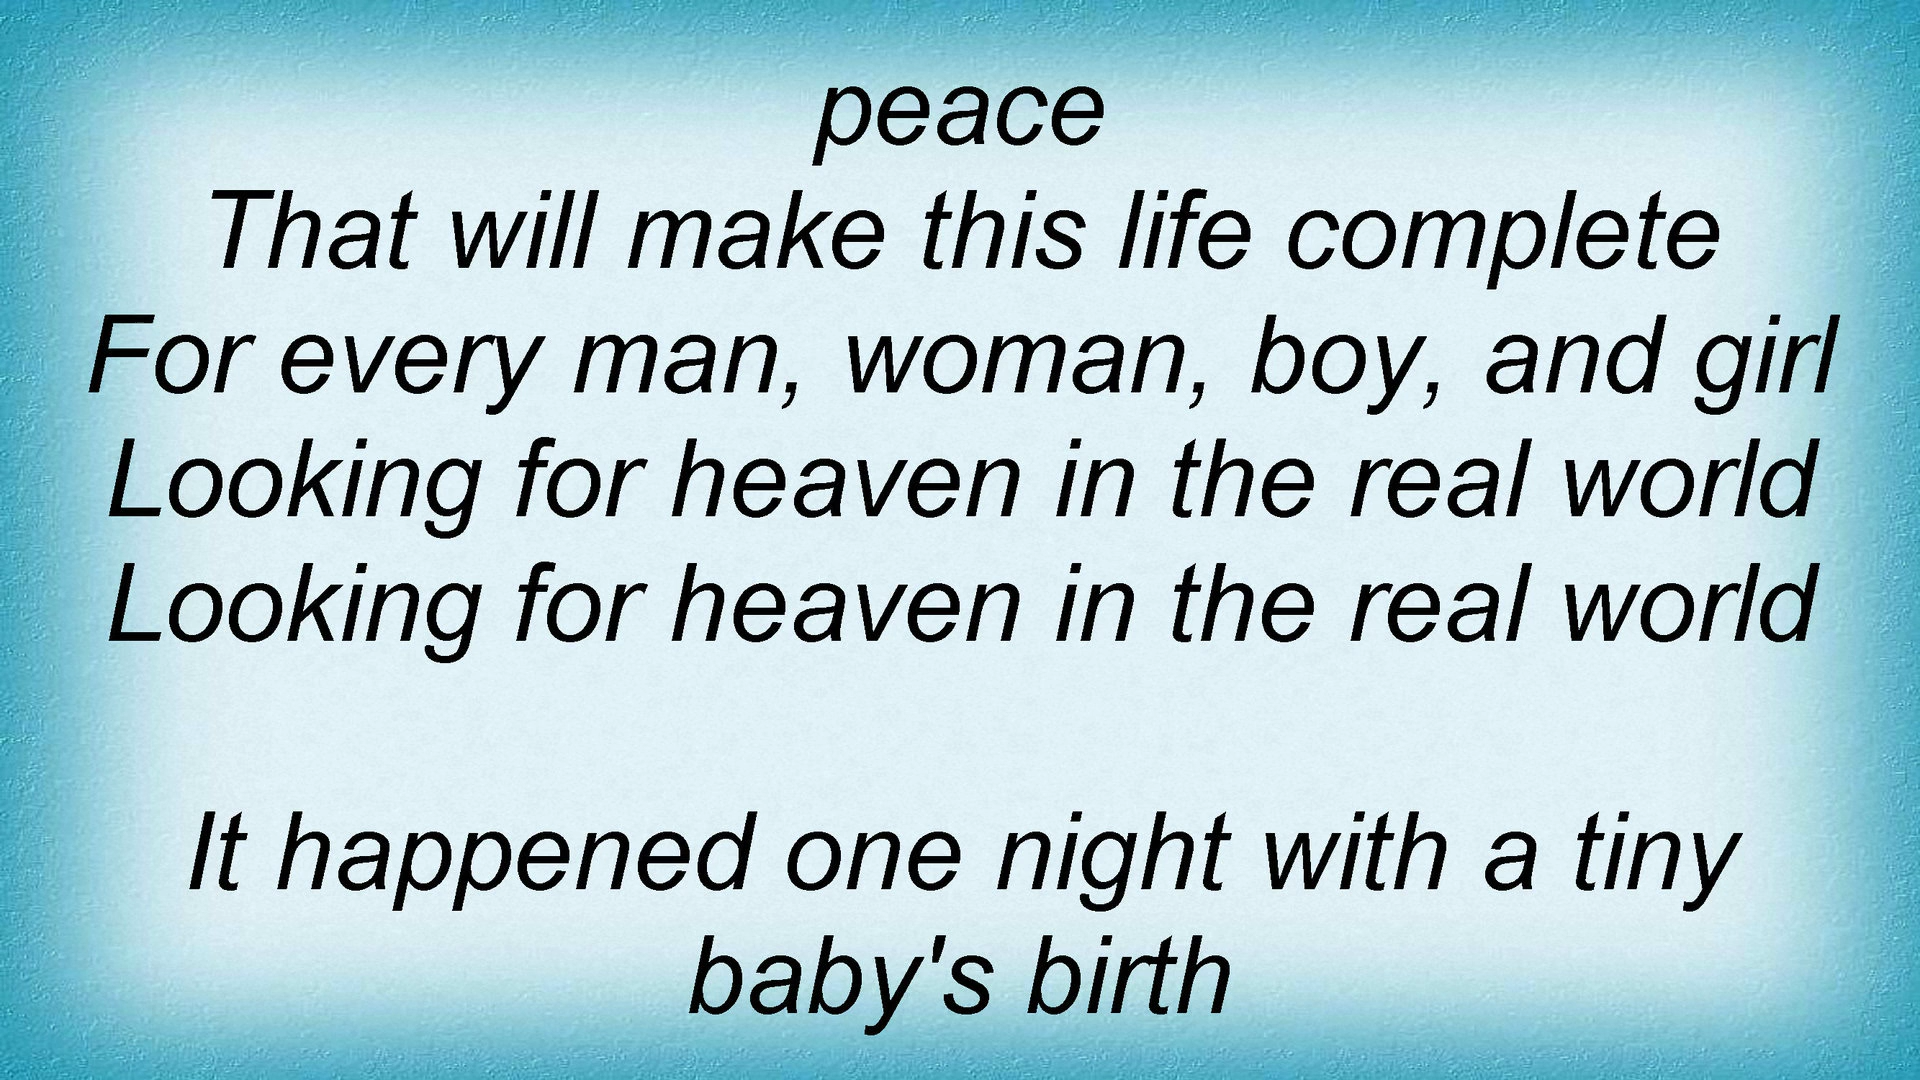 peace
That will make this life complete
For every man, woman, boy, and girl
Looking for heaven in the real world
Looking for heaven in the real world
It happened one night with a tiny
baby's birth